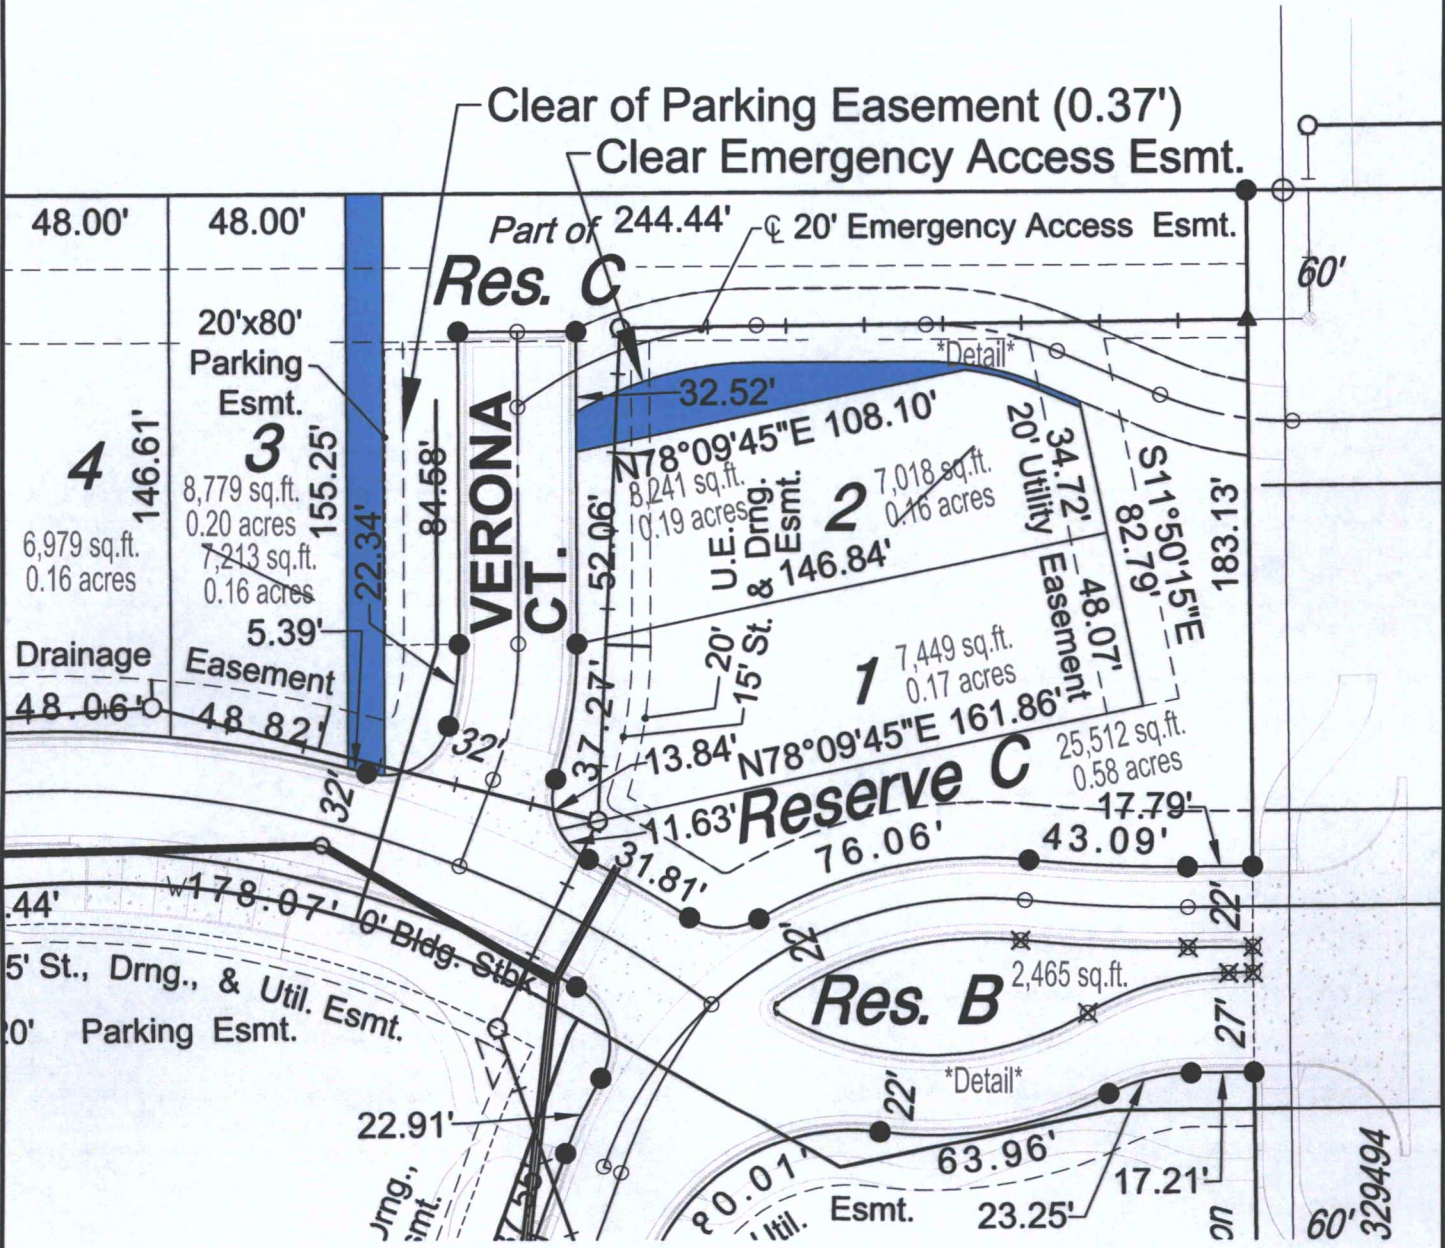 Clear of Parking Easement (0.37')
Clear Emergency Access Esmt.
48.00'
48.00'
Part of
244.44'
℄ 20' Emergency Access Esmt.
Res. C
60'
20'x80'
Parking
Esmt.
*Detail*
32.52'
N78°09'45"E 108.10'
4
146.61'
6,979 sq.ft.
0.16 acres
3
8,779 sq.ft.
0.20 acres
7,213 sq.ft.
0.16 acres
155.25'
22.34'
84.58'
VERONA
CT.
52.06'
8,241 sq.ft.
0.19 acres
U.E.
& Drng.
Esmt.
2
7,018 sq.ft.
0.16 acres
146.84'
34.72'
20' Utility Easement
S11°50'15"E
82.79'
183.13'
48.07'
5.39'
Drainage
Easement
48.06'
48.82'
32'
32'
37.27'
20'
15' St.
1
7,449 sq.ft.
0.17 acres
13.84'
N78°09'45"E 161.86'
Reserve C
25,512 sq.ft.
0.58 acres
11.63'
17.79'
76.06'
43.09'
31.81'
22'
22'
.44'
W
178.07'
0' Bldg. Stbk
5' St., Drng., & Util. Esmt.
20' Parking Esmt.
Res. B
2,465 sq.ft.
27'
*Detail*
22'
22.91'
63.96'
80.01'
17.21'
23.25'
Esmt.
Util.
Drng.,
smt.
on
60'
329494